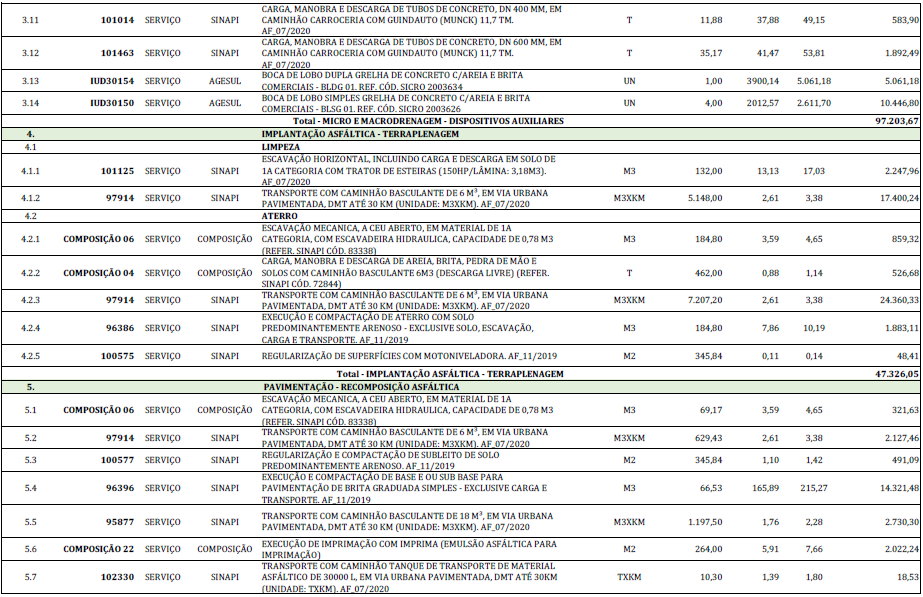 CARGA, MANOBRA E DESCARGA DE TUBOS DE CONCRETO, DN 400 MM, EM
3.11 101014 SERVIÇO SINAPI CAMINHÃO CARROCERIA COM GUINDAUTO (MUNCK) 11,7 TM. T 11,88 37,88 49,15 583,90
AF_07/2020
CARGA, MANOBRA E DESCARGA DE TUBOS DE CONCRETO, DN 600 MM, EM
3.12 101463 SERVIÇO SINAPI CAMINHÃO CARROCERIA COM GUINDAUTO (MUNCK) 11,7 TM. T 35,17 41,47 53,81 1.892,49
AF_07/2020
BOCA DE LOBO DUPLA GRELHA DE CONCRETO C/AREIA E BRITA
3.13 IUD30154 SERVIÇO AGESUL COMERCIAIS - BLDG 01. REF. CÓD. SICRO 2003634 UN 1,00 3900,14 5.061,18 5.061,18
BOCA DE LOBO SIMPLES GRELHA DE CONCRETO C/AREIA E BRITA
3.14 IUD30150 SERVIÇO AGESUL COMERCIAIS - BLSG 01. REF. CÓD. SICRO 2003626 UN 4,00 2012,57 2.611,70 10.446,80
Total - MICRO E MACRODRENAGEM - DISPOSITIVOS AUXILIARES 97.203,67
4. IMPLANTAÇÃO ASFÁLTICA - TERRAPLENAGEM
4.1 LIMPEZA
ESCAVAÇÃO HORIZONTAL, INCLUINDO CARGA E DESCARGA EM SOLO DE
4.1.1 101125 SERVIÇO SINAPI 1A CATEGORIA COM TRATOR DE ESTEIRAS (150HP/LÂMINA: 3,18M3). M3 132,00 13,13 17,03 2.247,96
AF_07/2020
TRANSPORTE COM CAMINHÃO BASCULANTE DE 6 M³, EM VIA URBANA
4.1.2 97914 SERVIÇO SINAPI PAVIMENTADA, DMT ATÉ 30 KM (UNIDADE: M3XKM). AF_07/2020 M3XKM 5.148,00 2,61 3,38 17.400,24
4.2 ATERRO
ESCAVAÇÃO MECANICA, A CEU ABERTO, EM MATERIAL DE 1A
4.2.1 COMPOSIÇÃO 06 SERVIÇO COMPOSIÇÃO CATEGORIA, COM ESCAVADEIRA HIDRAULICA, CAPACIDADE DE 0,78 M3 M3 184,80 3,59 4,65 859,32
(REFER. SINAPI CÓD. 83338)
CARGA, MANOBRA E DESCARGA DE AREIA, BRITA, PEDRA DE MÃO E
4.2.2 COMPOSIÇÃO 04 SERVIÇO COMPOSIÇÃO SOLOS COM CAMINHÃO BASCULANTE 6M3 (DESCARGA LIVRE) (REFER. T 462,00 0,88 1,14 526,68
SINAPI CÓD. 72844)
TRANSPORTE COM CAMINHÃO BASCULANTE DE 6 M³, EM VIA URBANA
4.2.3 97914 SERVIÇO SINAPI PAVIMENTADA, DMT ATÉ 30 KM (UNIDADE: M3XKM). AF_07/2020 M3XKM 7.207,20 2,61 3,38 24.360,33
EXECUÇÃO E COMPACTAÇÃO DE ATERRO COM SOLO
4.2.4 96386 SERVIÇO SINAPI PREDOMINANTEMENTE ARENOSO - EXCLUSIVE SOLO, ESCAVAÇÃO, M3 184,80 7,86 10,19 1.883,11
CARGA E TRANSPORTE. AF_11/2019
4.2.5 100575 SERVIÇO SINAPI REGULARIZAÇÃO DE SUPERFÍCIES COM MOTONIVELADORA. AF_11/2019 M2 345,84 0,11 0,14 48,41
Total - IMPLANTAÇÃO ASFÁLTICA - TERRAPLENAGEM 47.326,05
5. PAVIMENTAÇÃO - RECOMPOSIÇÃO ASFÁLTICA
ESCAVAÇÃO MECANICA, A CEU ABERTO, EM MATERIAL DE 1A
5.1 COMPOSIÇÃO 06 SERVIÇO COMPOSIÇÃO CATEGORIA, COM ESCAVADEIRA HIDRAULICA, CAPACIDADE DE 0,78 M3 M3 69,17 3,59 4,65 321,63
(REFER. SINAPI CÓD. 83338)
TRANSPORTE COM CAMINHÃO BASCULANTE DE 6 M³, EM VIA URBANA
5.2 97914 SERVIÇO SINAPI PAVIMENTADA, DMT ATÉ 30 KM (UNIDADE: M3XKM). AF_07/2020 M3XKM 629,43 2,61 3,38 2.127,46
REGULARIZAÇÃO E COMPACTAÇÃO DE SUBLEITO DE SOLO
5.3 100577 SERVIÇO SINAPI PREDOMINANTEMENTE ARENOSO. AF_11/2019 M2 345,84 1,10 1,42 491,09
EXECUÇÃO E COMPACTAÇÃO DE BASE E OU SUB BASE PARA
5.4 96396 SERVIÇO SINAPI PAVIMENTAÇÃO DE BRITA GRADUADA SIMPLES - EXCLUSIVE CARGA E M3 66,53 165,89 215,27 14.321,48
TRANSPORTE. AF_11/2019
TRANSPORTE COM CAMINHÃO BASCULANTE DE 18 M³, EM VIA URBANA
5.5 95877 SERVIÇO SINAPI PAVIMENTADA, DMT ATÉ 30 KM (UNIDADE: M3XKM). AF_07/2020 M3XKM 1.197,50 1,76 2,28 2.730,30
EXECUÇÃO DE IMPRIMAÇÃO COM IMPRIMA (EMULSÃO ASFÁLTICA PARA
5.6 COMPOSIÇÃO 22 SERVIÇO COMPOSIÇÃO IMPRIMAÇÃO) M2 264,00 5,91 7,66 2.022,24
TRANSPORTE COM CAMINHÃO TANQUE DE TRANSPORTE DE MATERIAL
5.7 102330 SERVIÇO SINAPI ASFÁLTICO DE 30000 L, EM VIA URBANA PAVIMENTADA, DMT ATÉ 30KM TXKM 10,30 1,39 1,80 18,53
(UNIDADE: TXKM). AF_07/2020